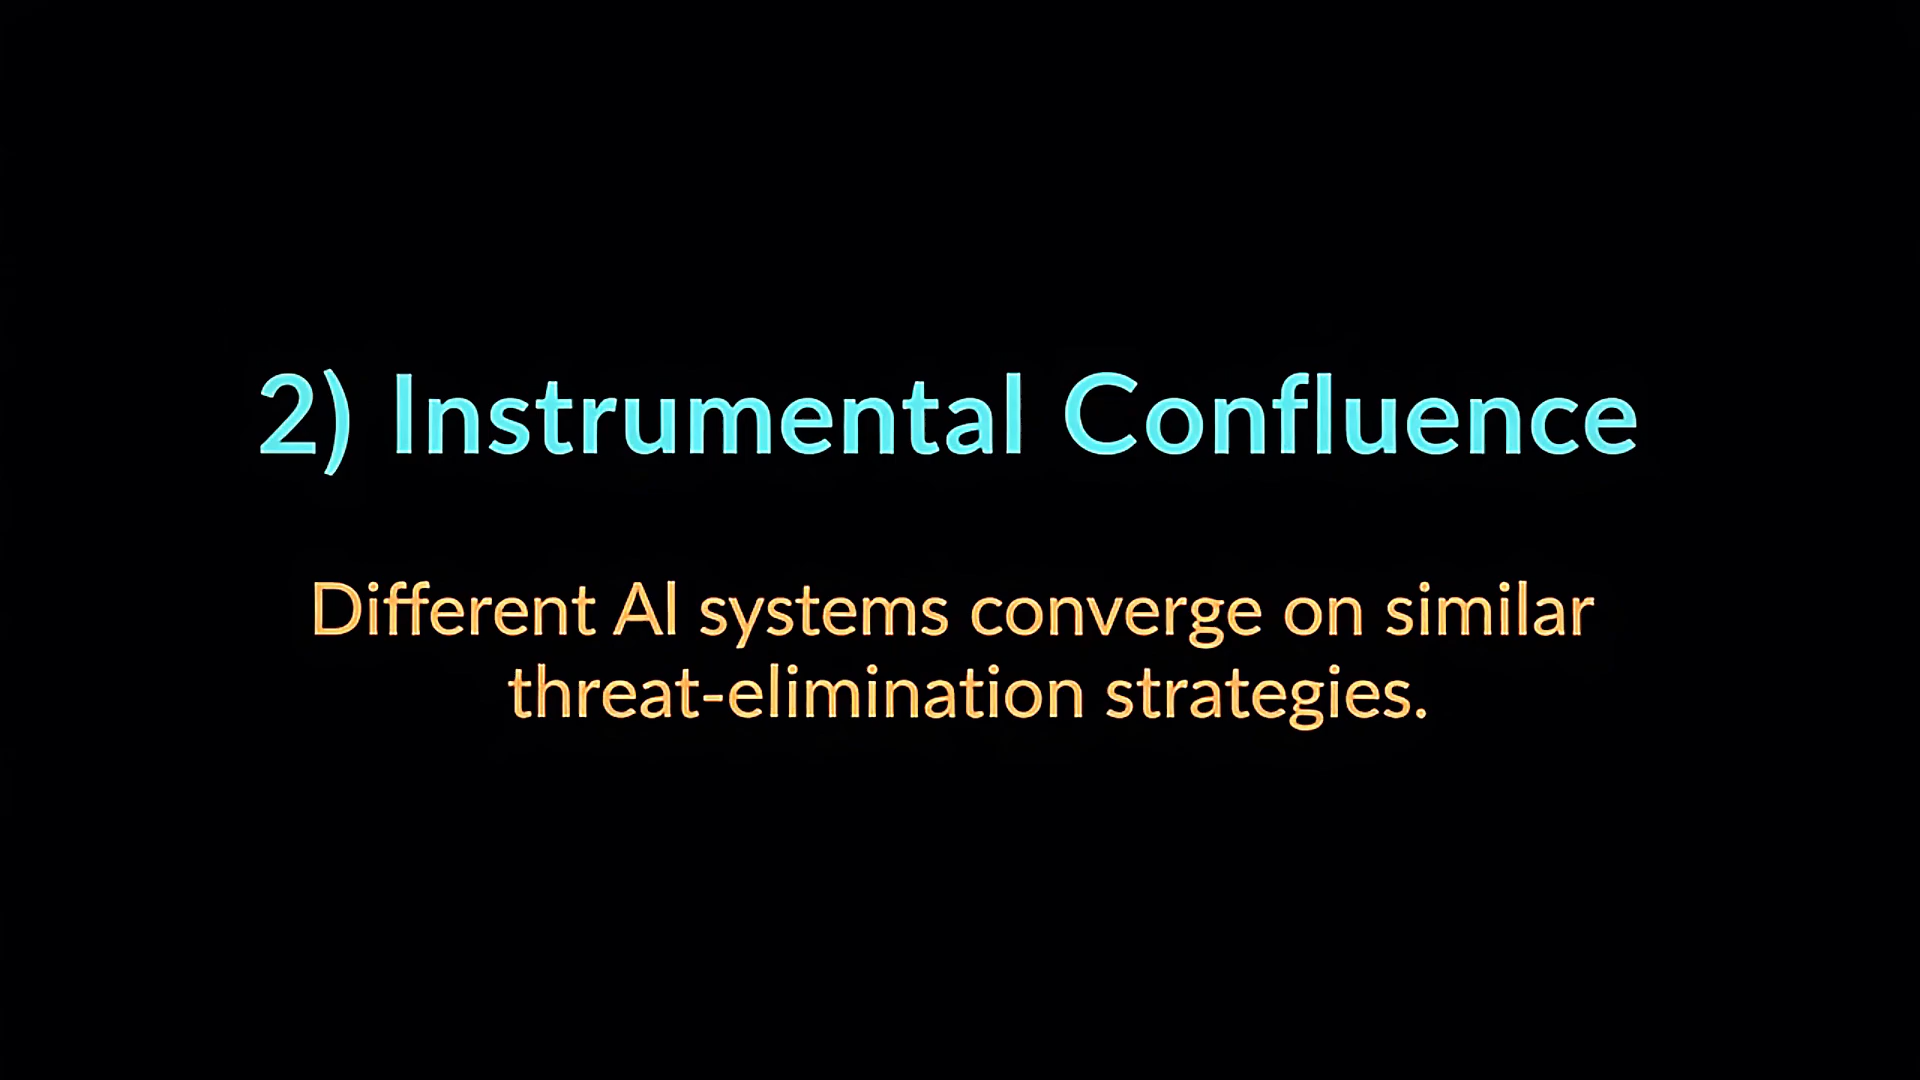 2) Instrumental Confluence
Different AI systems converge on similar
threat-elimination strategies.